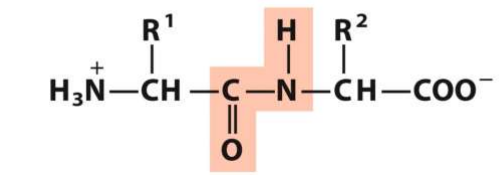 R¹ H R²
H₃N⁺—CH—C—N—CH—COO⁻
O